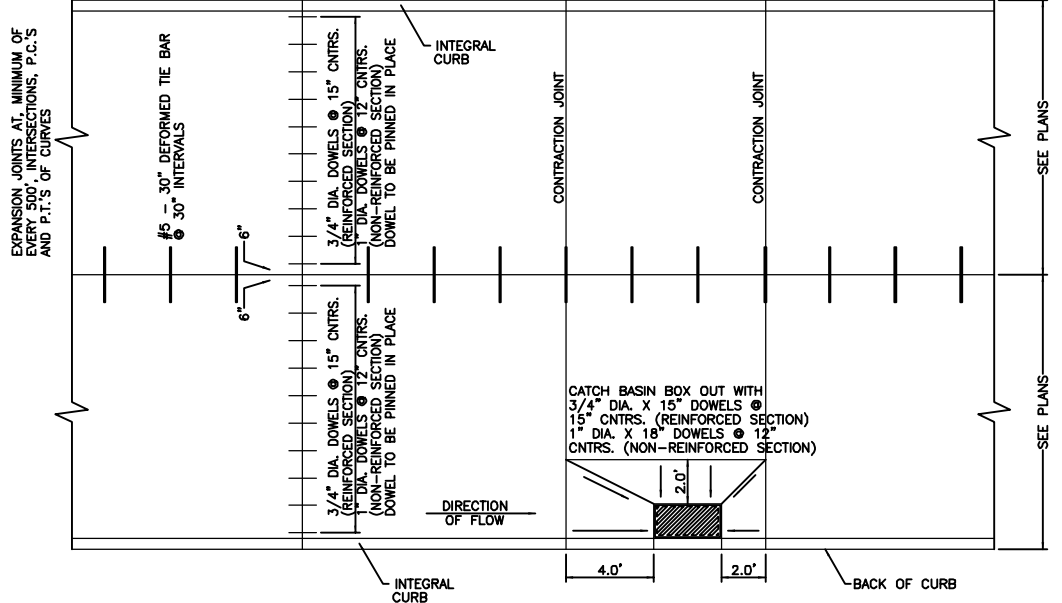 EXPANSION JOINTS AT, MINIMUM OF
EVERY 500', INTERSECTIONS, P.C.'S
AND P.T.'S OF CURVES
#5 - 30" DEFORMED TIE BAR
@ 30" INTERVALS
6"
6"
3/4" DIA. DOWELS @ 15" CNTRS.
(REINFORCED SECTION)
1" DIA. DOWELS @ 12" CNTRS.
(NON-REINFORCED SECTION)
DOWEL TO BE PINNED IN PLACE
3/4" DIA. DOWELS @ 15" CNTRS.
(REINFORCED SECTION)
1" DIA. DOWELS @ 12" CNTRS.
(NON-REINFORCED SECTION)
DOWEL TO BE PINNED IN PLACE
INTEGRAL
CURB
CONTRACTION JOINT
CONTRACTION JOINT
SEE PLANS
SEE PLANS
CATCH BASIN BOX OUT WITH
3/4" DIA. X 15" DOWELS @
15" CNTRS. (REINFORCED SECTION)
1" DIA. X 18" DOWELS @ 12"
CNTRS. (NON-REINFORCED SECTION)
2.0'
DIRECTION
OF FLOW
4.0'
2.0'
INTEGRAL
CURB
BACK OF CURB